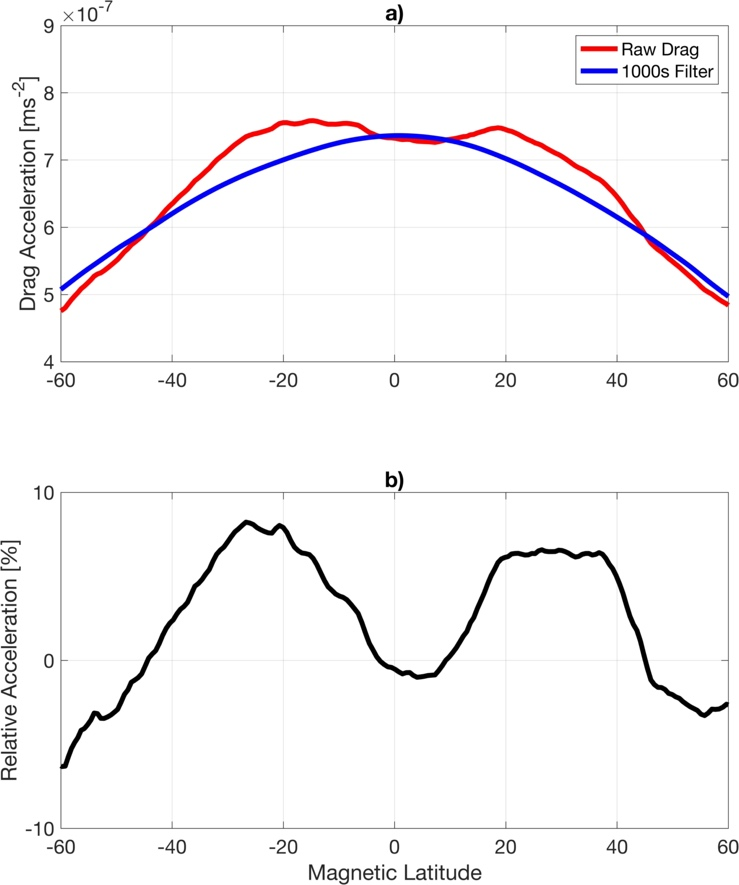 a)
×10⁻⁷
9
8
7
6
5
4
Drag Acceleration [ms⁻²]
Raw Drag
1000s Filter
-60 -40 -20 0 20 40 60
b)
10
0
-10
Relative Acceleration [%]
-60 -40 -20 0 20 40 60
Magnetic Latitude